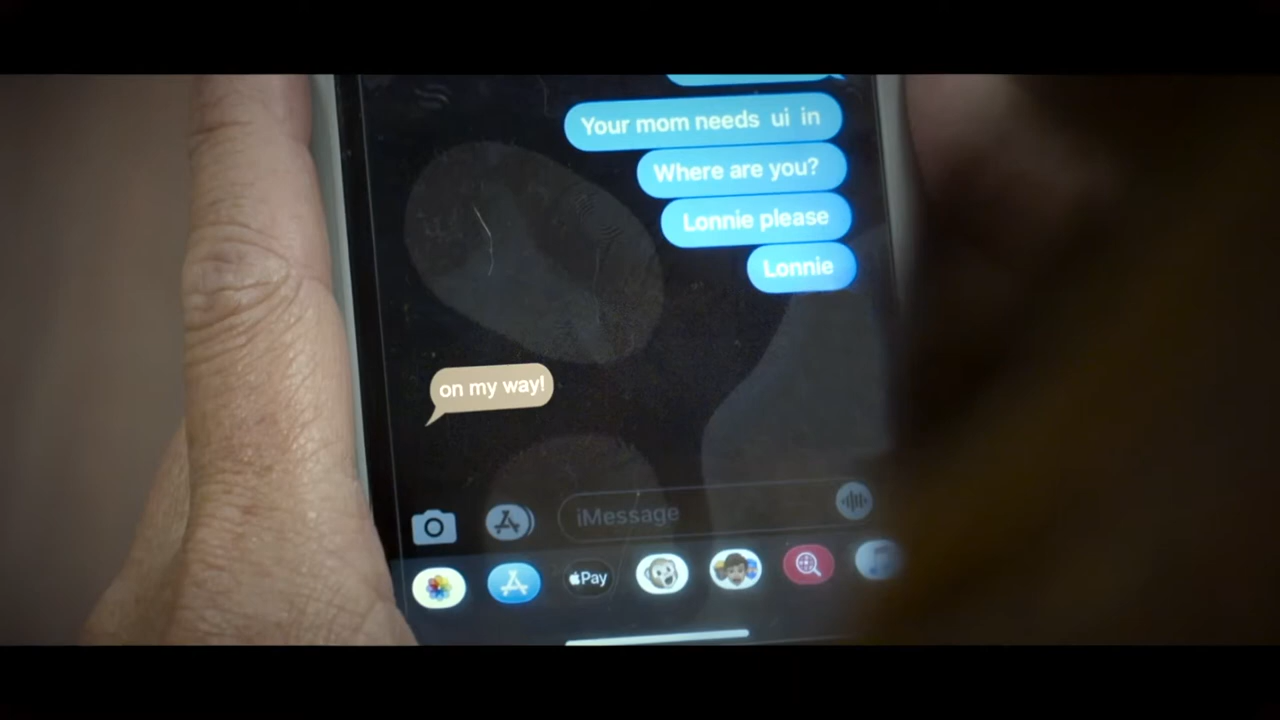 Your mom needs ui in
Where are you?
Lonnie please
Lonnie
on my way!
iMessage
Pay